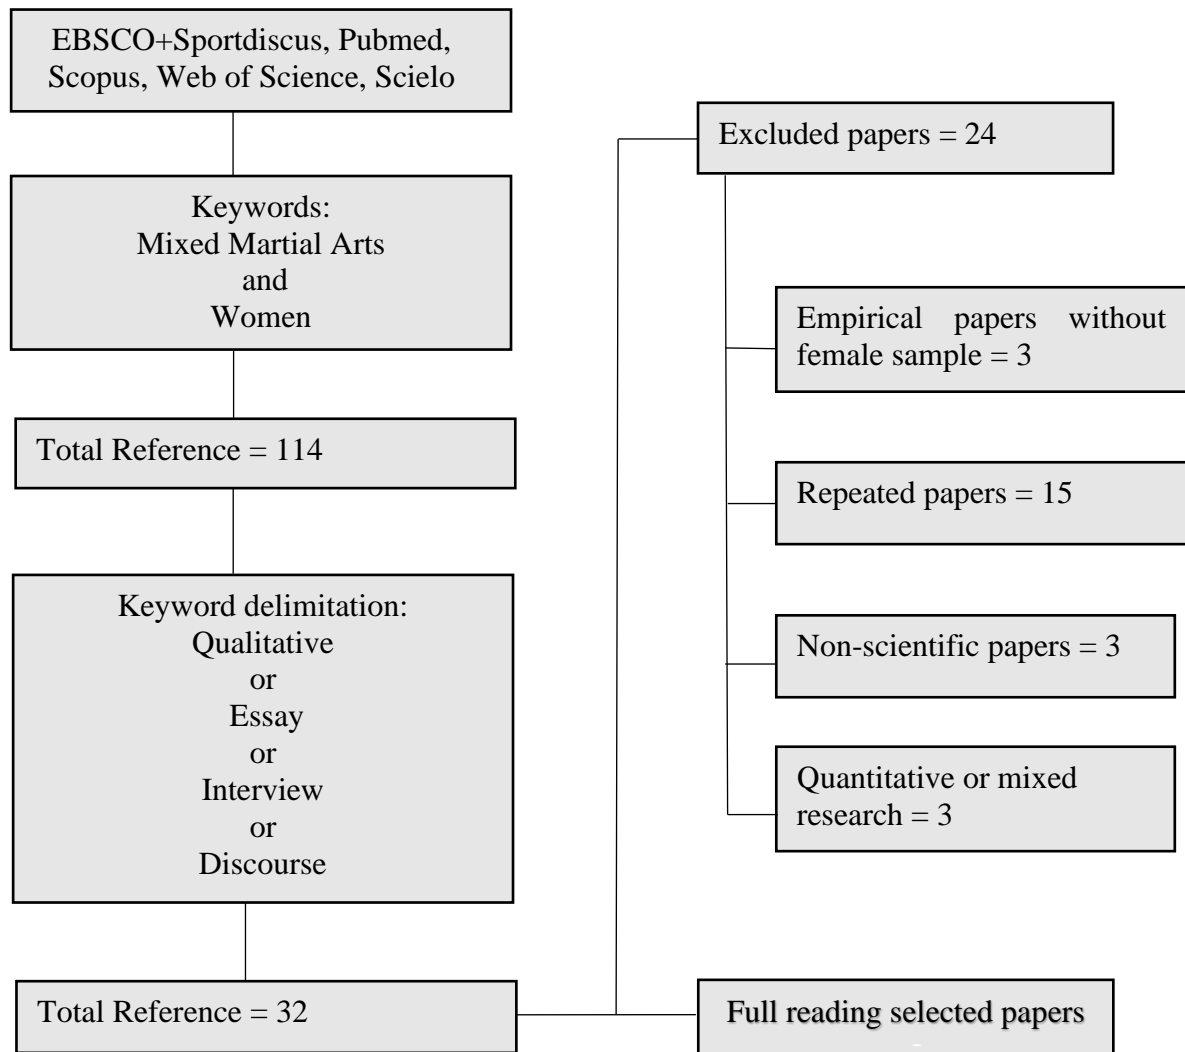 EBSCO+Sportdiscus, Pubmed,
Scopus, Web of Science, Scielo
Keywords:
Mixed Martial Arts
and
Women
Total Reference = 114
Keyword delimitation:
Qualitative
or
Essay
or
Interview
or
Discourse
Total Reference = 32
Excluded papers = 24
Empirical papers without
female sample = 3
Repeated papers = 15
Non-scientific papers = 3
Quantitative or mixed
research = 3
Full reading selected papers